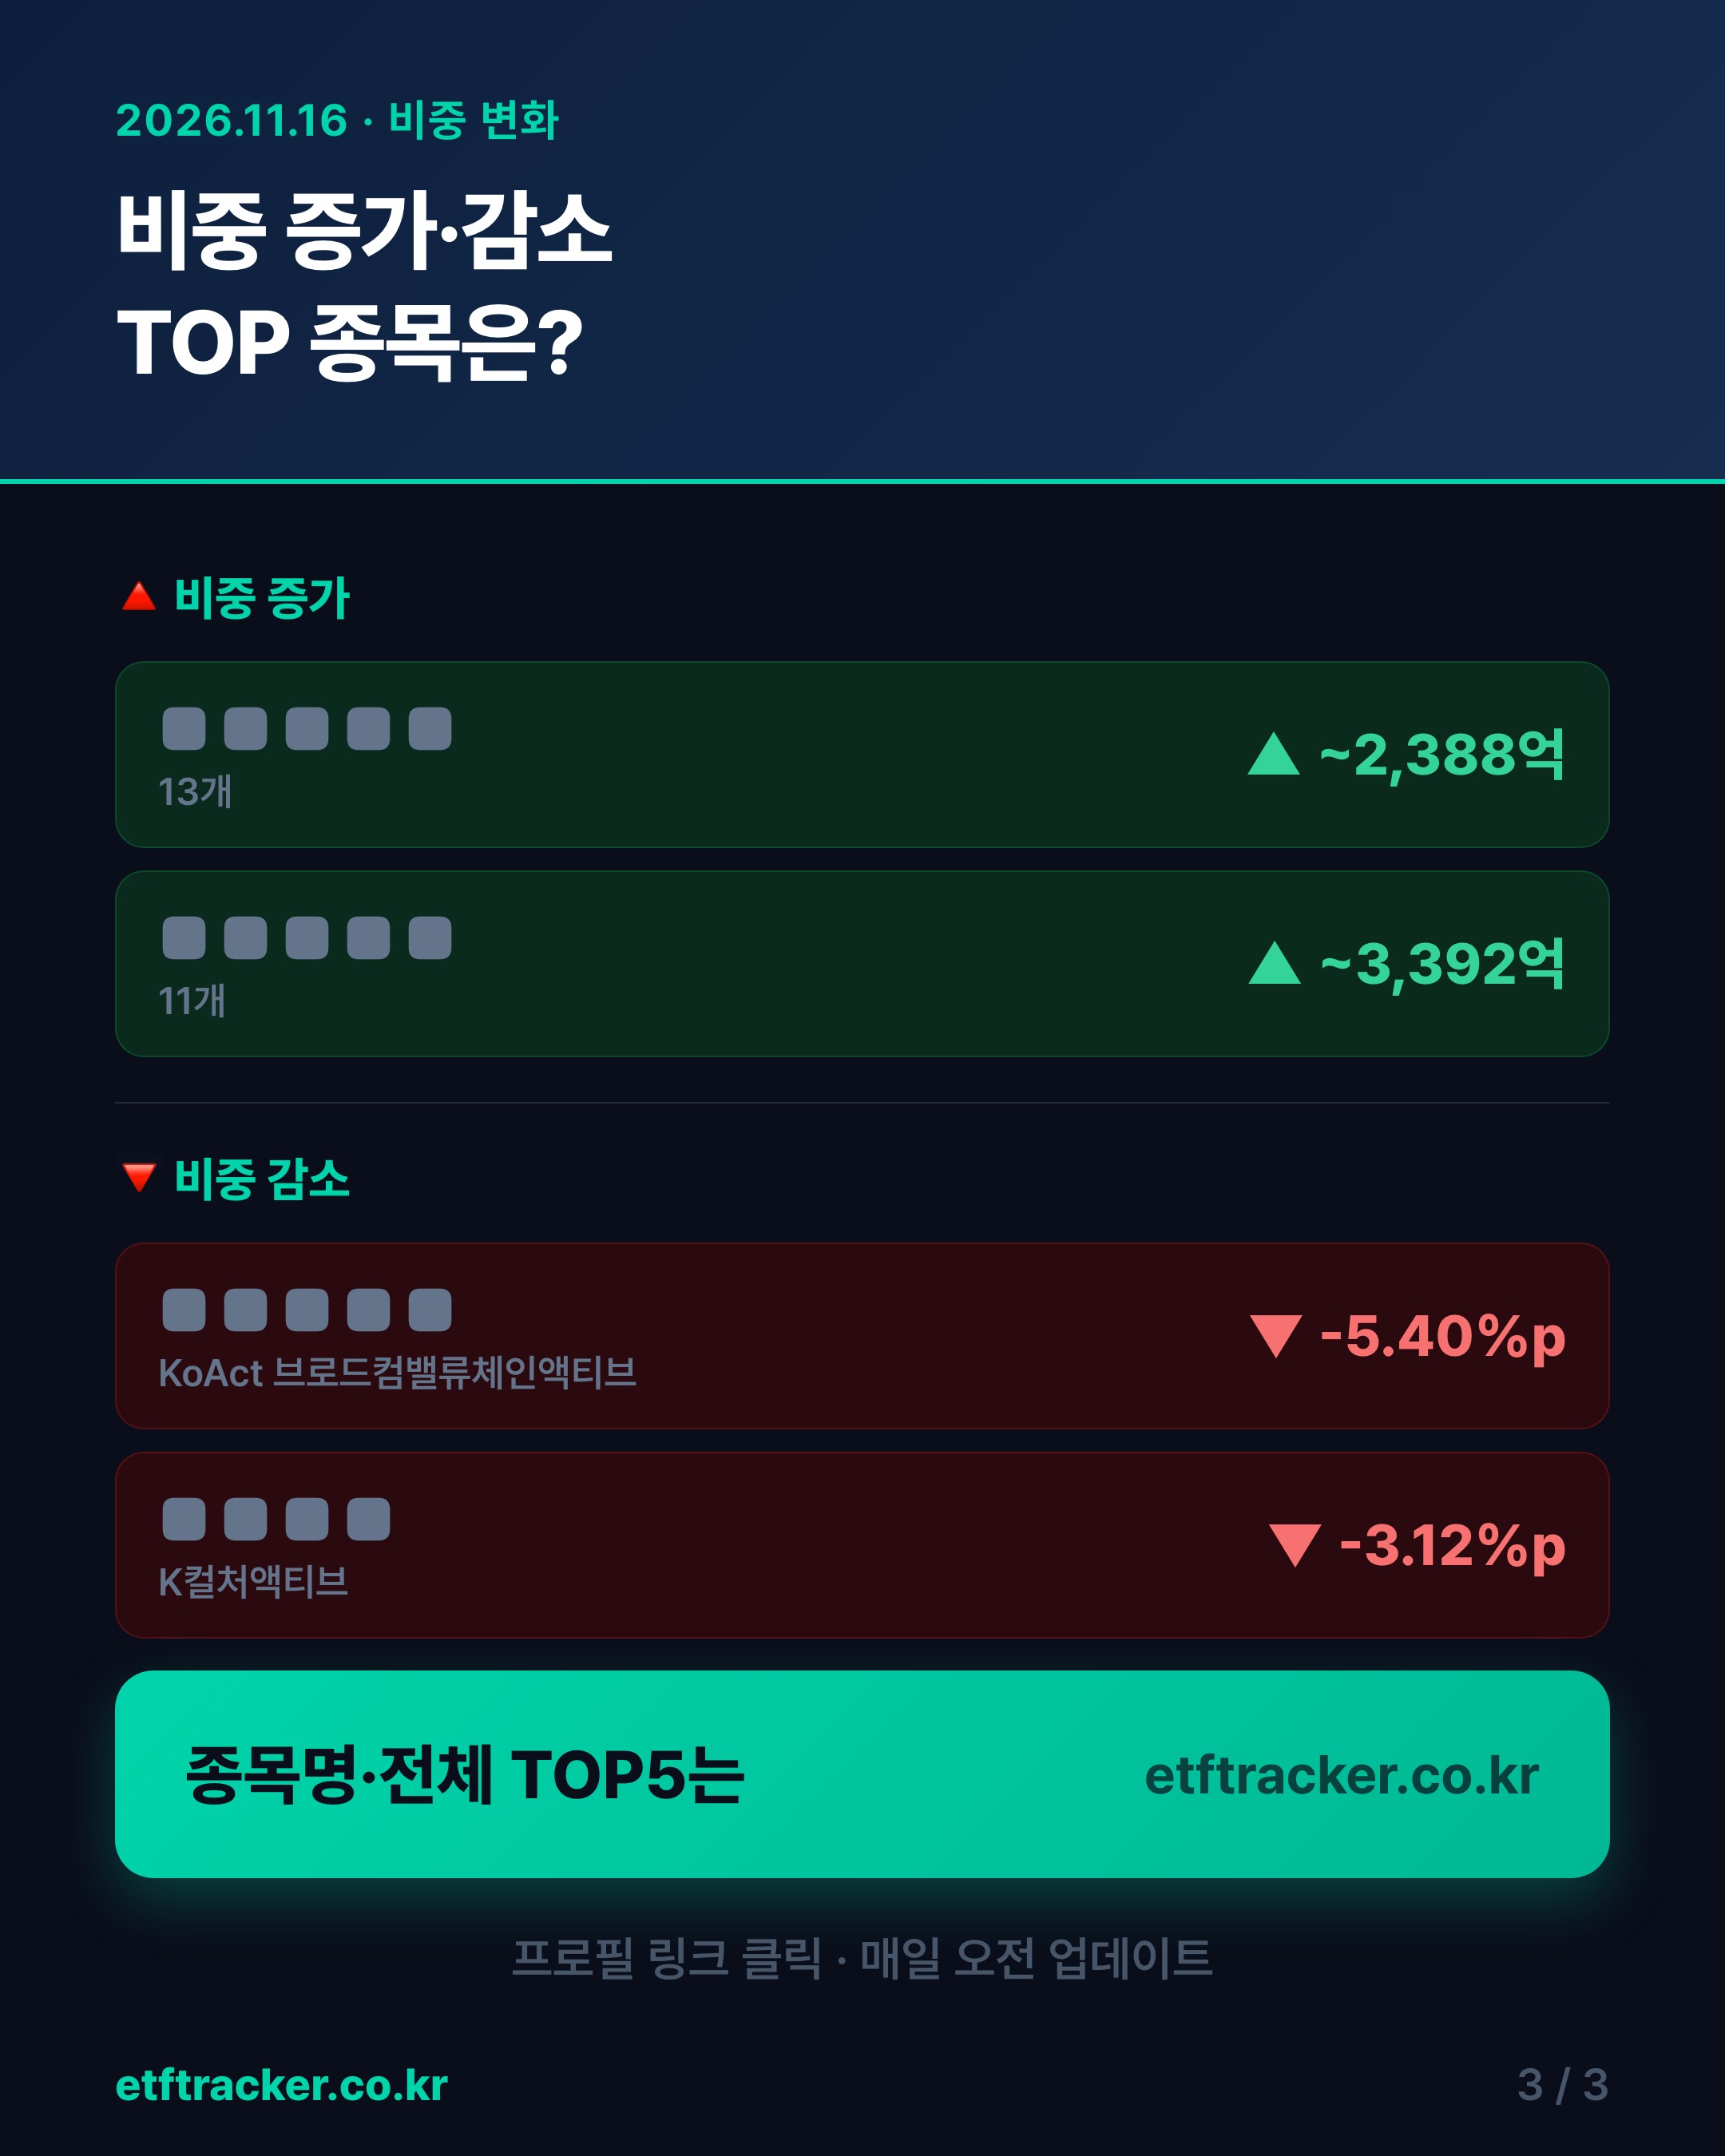 2026.11.16 · 비중 변화
비중 증가·감소
TOP 종목은?
🔺 비중 증가
■■■■■
13개
▲ ~2,388억
■■■■■
11개
▲ ~3,392억
🔻 비중 감소
■■■■■
KoAct 브로드컴밸류체인액티브
▼ -5.40%p
■■■■
K컬처액티브
▼ -3.12%p
종목명·전체 TOP5는
etftracker.co.kr
프로필 링크 클릭 · 매일 오전 업데이트
etftracker.co.kr
3 / 3